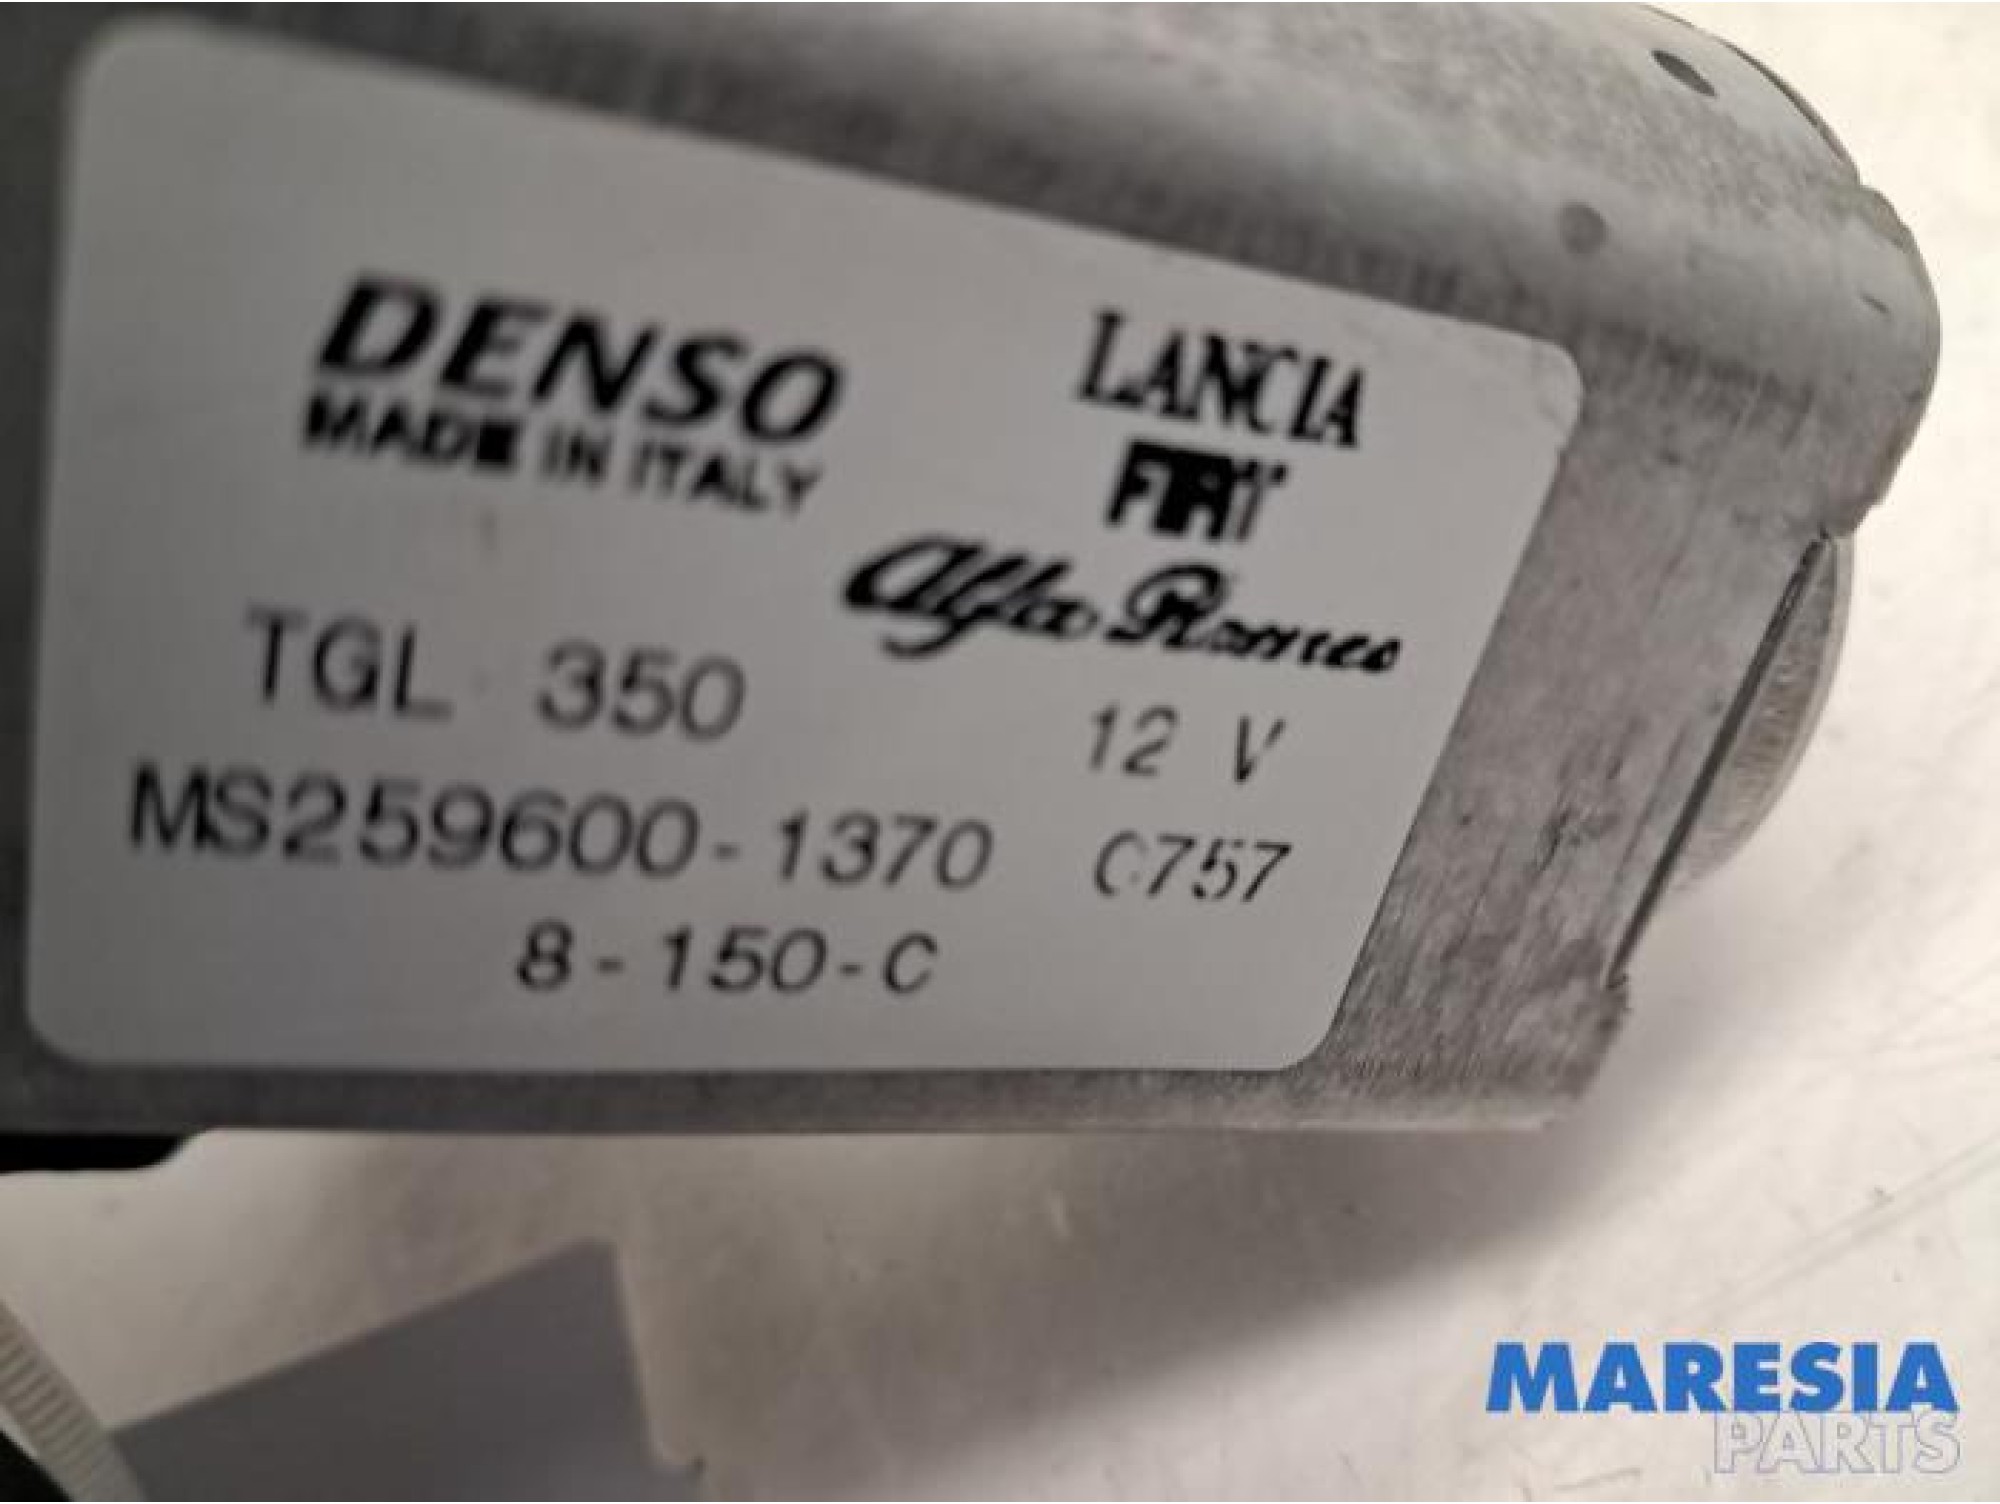 DENSO
MADE IN ITALY
LANCIA
FIAT
Alfa Romeo
TGL 350
12 V
MS259600-1370 C757
8-150-C
MARESIA
PARTS